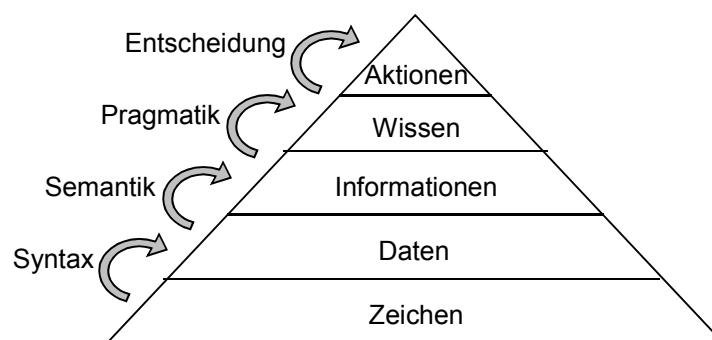 Entscheidung
Aktionen
Pragmatik
Wissen
Semantik
Informationen
Syntax
Daten
Zeichen